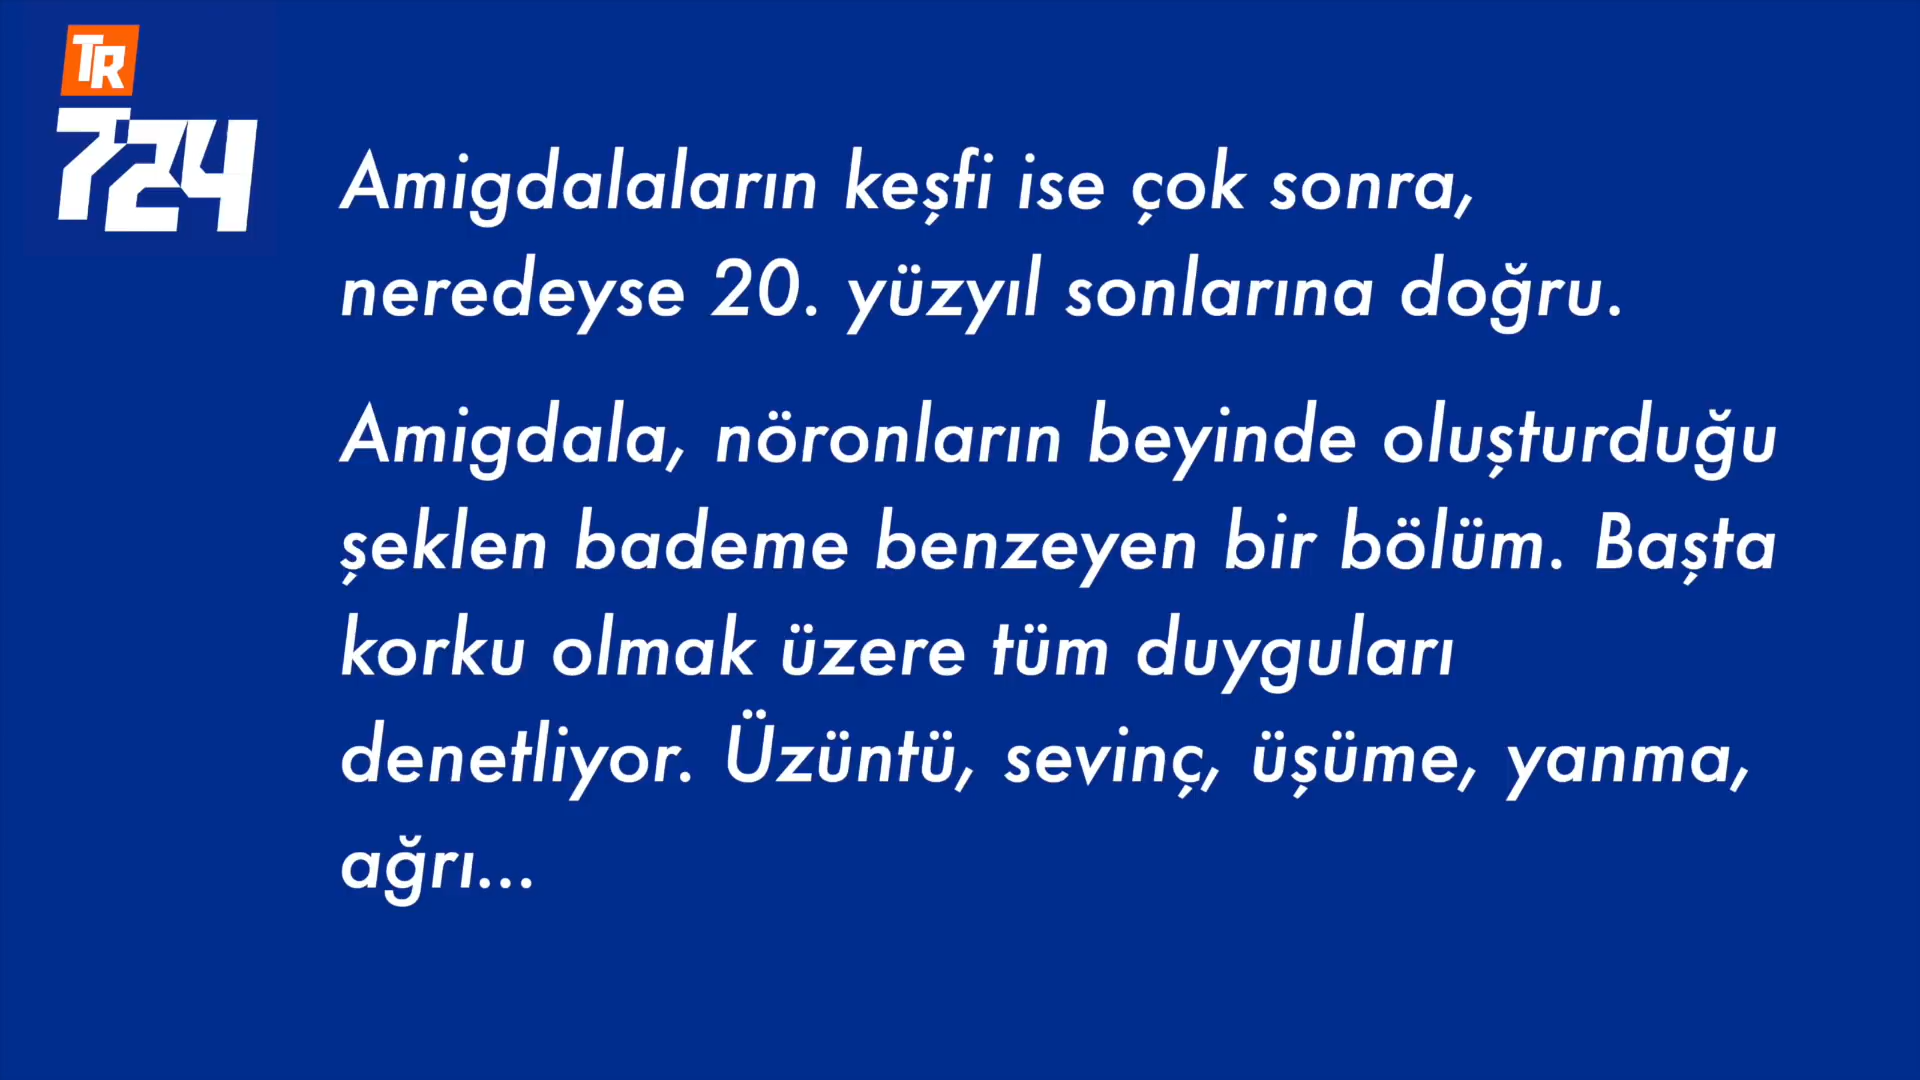 TR
724
Amigdalaların keşfi ise çok sonra,
neredeyse 20. yüzyıl sonlarına doğru.
Amigdala, nöronların beyinde oluşturduğu
şeklen bademe benzeyen bir bölüm. Başta
korku olmak üzere tüm duyguları
denetliyor. Üzüntü, sevinç, üşüme, yanma,
ağrı...